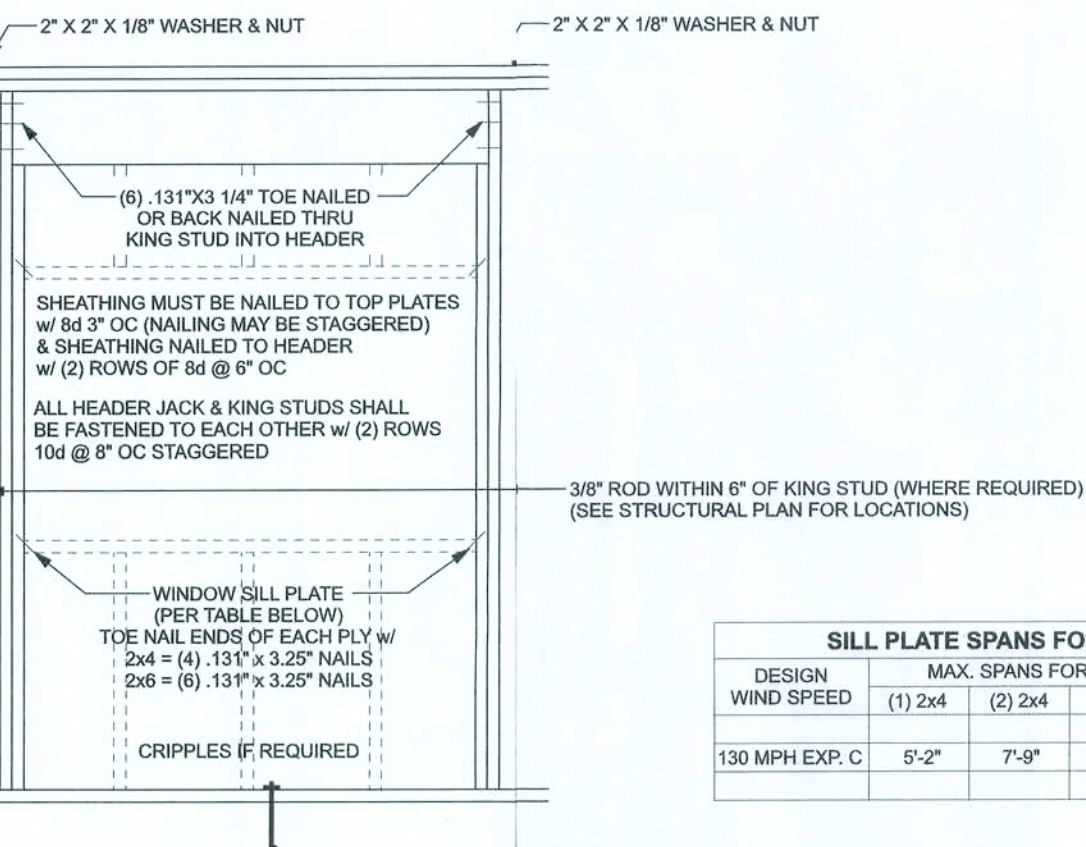 2" X 2" X 1/8" WASHER & NUT
2" X 2" X 1/8" WASHER & NUT
(6) .131"X3 1/4" TOE NAILED
OR BACK NAILED THRU
KING STUD INTO HEADER
SHEATHING MUST BE NAILED TO TOP PLATES
w/ 8d 3" OC (NAILING MAY BE STAGGERED)
& SHEATHING NAILED TO HEADER
w/ (2) ROWS OF 8d @ 6" OC
ALL HEADER JACK & KING STUDS SHALL
BE FASTENED TO EACH OTHER w/ (2) ROWS
10d @ 8" OC STAGGERED
3/8" ROD WITHIN 6" OF KING STUD (WHERE REQUIRED)
(SEE STRUCTURAL PLAN FOR LOCATIONS)
WINDOW SILL PLATE
(PER TABLE BELOW)
TOE NAIL ENDS OF EACH PLY w/
2x4 = (4) .131" x 3.25" NAILS
2x6 = (6) .131" x 3.25" NAILS
CRIPPLES IF REQUIRED
SILL PLATE SPANS FO
DESIGN
WIND SPEED
MAX. SPANS FOR
(1) 2x4
(2) 2x4
130 MPH EXP. C
5'-2"
7'-9"